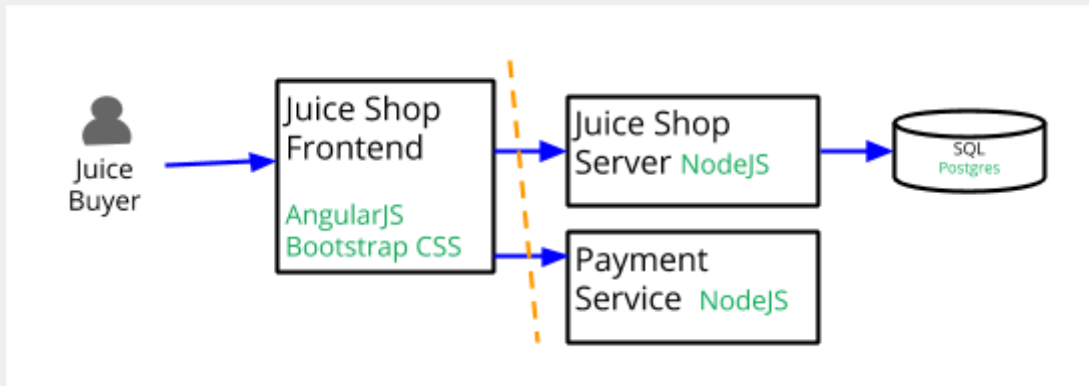 Juice
Buyer
Juice Shop
Frontend
AngularJS
Bootstrap CSS
Juice Shop
Server NodeJS
Payment
Service NodeJS
SQL
Postgres